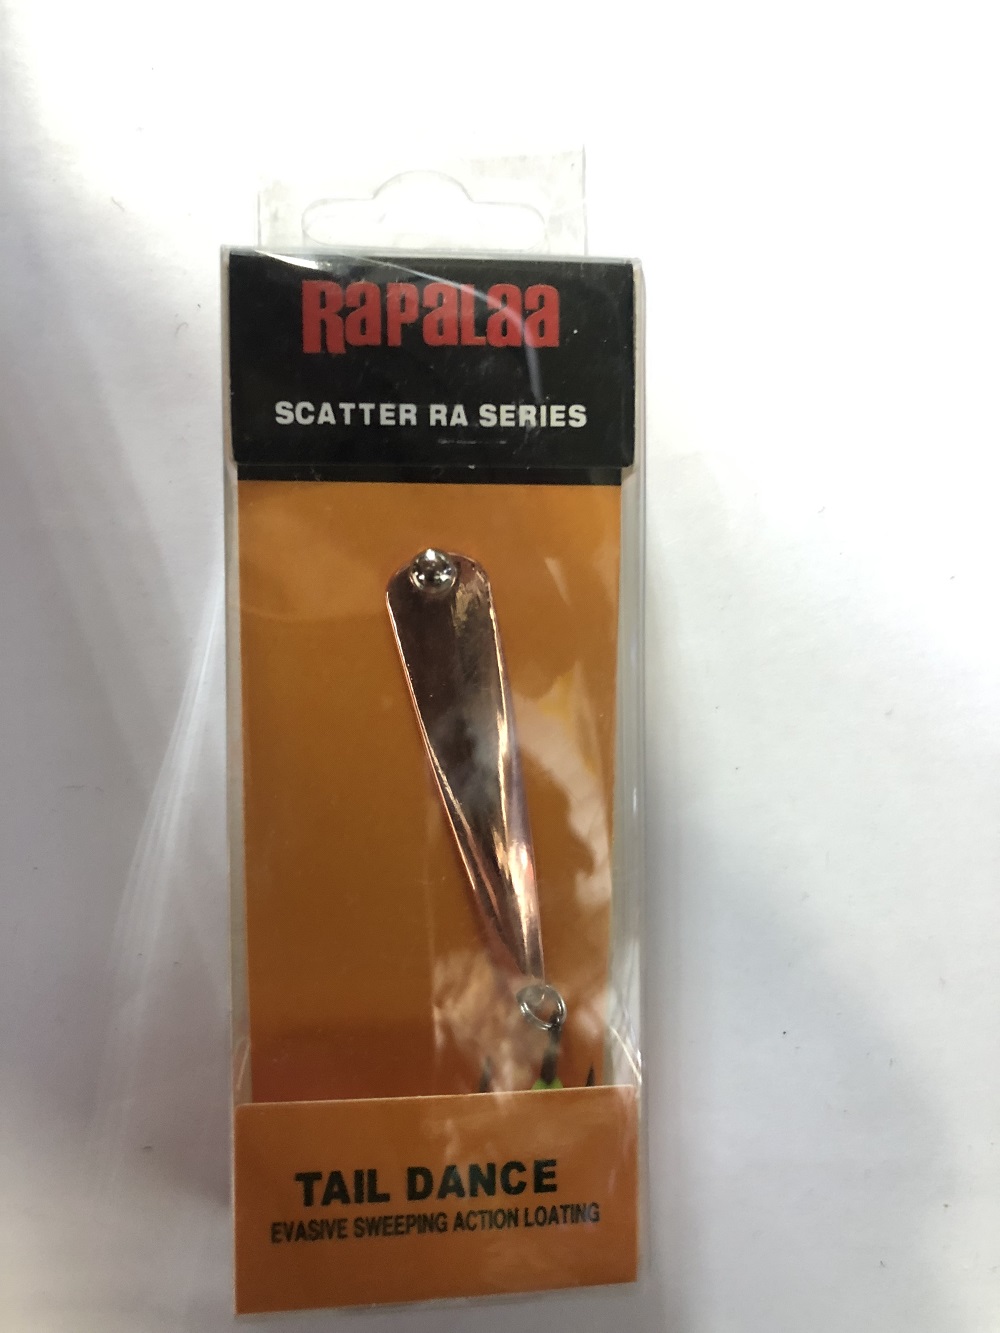 RAPALAA
SCATTER RA SERIES
TAIL DANCE
EVASIVE SWEEPING ACTION LOATING